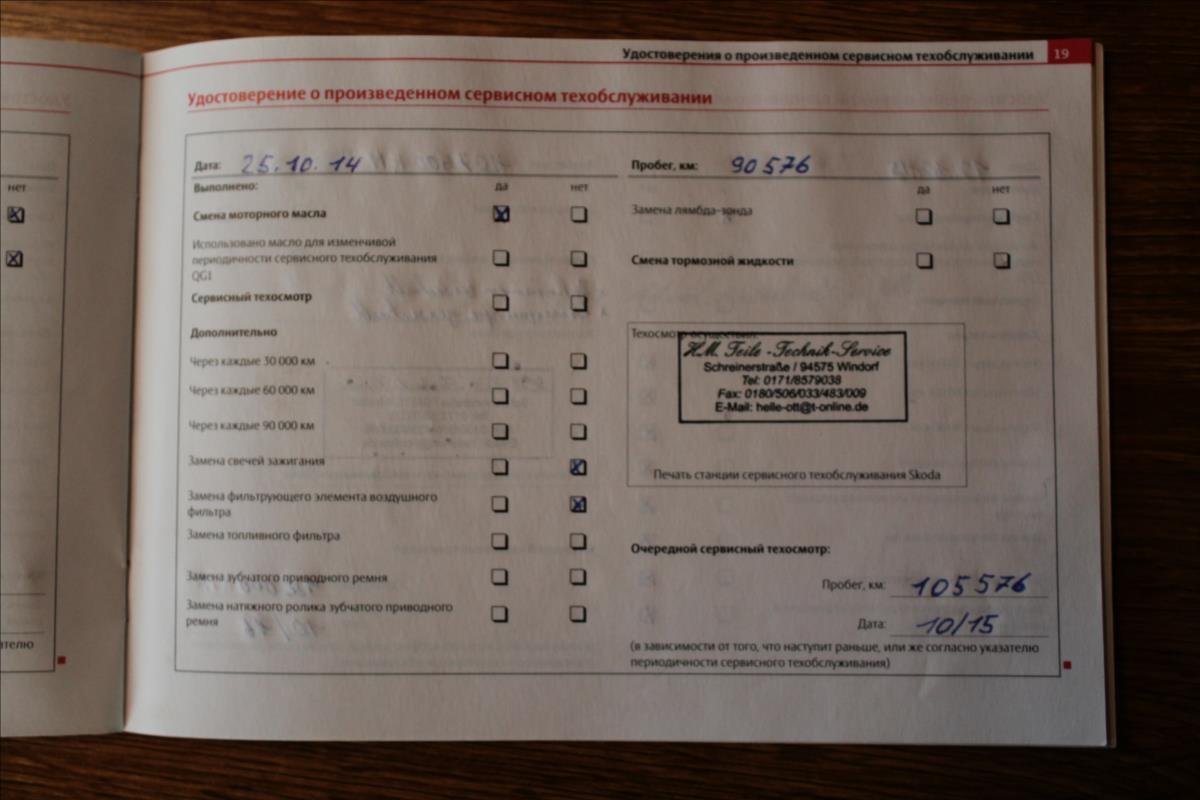 Удостоверения о произведенном сервисном техобслуживании 19
Удостоверение о произведенном сервисном техобслуживании
Дата: 25.10.14
Выполнено: да нет
Смена моторного масла
Использовано масло для изменчивой
периодичности сервисного техобслуживания
QG1
Сервисный техосмотр
Дополнительно
Через каждые 30 000 км
Через каждые 60 000 км
Через каждые 90 000 км
Замена свечей зажигания
Замена фильтрующего элемента воздушного
фильтра
Замена топливного фильтра
Замена зубчатого приводного ремня
Замена натяжного ролика зубчатого приводного
ремня
Пробег, км: 90576
да нет
Замена лямбда-зонда
Смена тормозной жидкости
Техосмотр осуществил:
H.M. Teile-Technik-Service
Schreinerstraße / 94575 Windorf
Tel: 0171/8579038
Fax: 0180/506/033/483/009
E-Mail: helle-ott@t-online.de
Печать станции сервисного техобслуживания Skoda
Очередной сервисный техосмотр:
Пробег, км: 105576
Дата: 10/15
(в зависимости от того, что наступит раньше, или же согласно указателю
периодичности сервисного техобслуживания)
нет